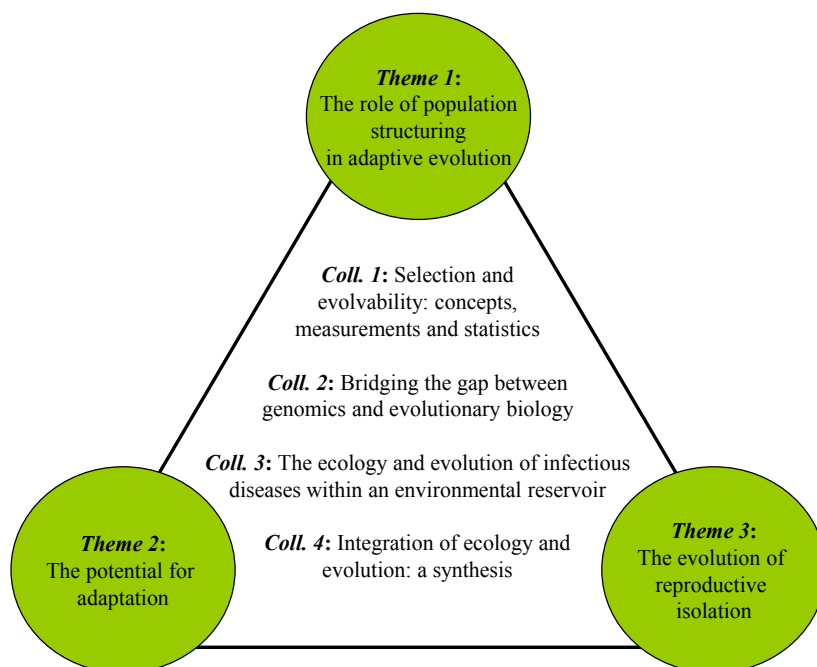 Theme 1:
The role of population
structuring
in adaptive evolution
Coll. 1: Selection and
evolvability: concepts,
measurements and statistics
Coll. 2: Bridging the gap between
genomics and evolutionary biology
Coll. 3: The ecology and evolution of infectious
diseases within an environmental reservoir
Coll. 4: Integration of ecology and
evolution: a synthesis
Theme 2:
The potential for
adaptation
Theme 3:
The evolution of
reproductive
isolation